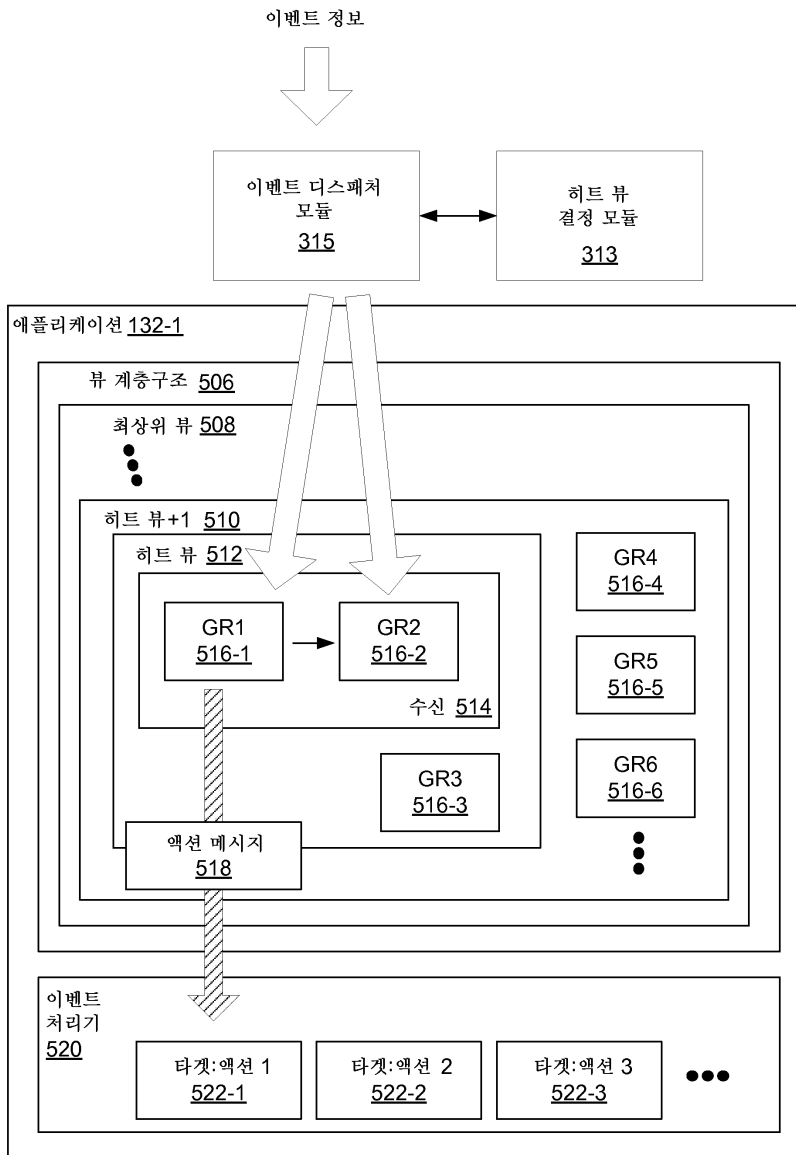 이벤트 정보
이벤트 디스패처
모듈
315
히트 뷰
결정 모듈
313
애플리케이션 132-1
뷰 계층구조 506
최상위 뷰 508
히트 뷰+1 510
히트 뷰 512
GR1
516-1
GR2
516-2
수신 514
GR3
516-3
GR4
516-4
GR5
516-5
GR6
516-6
액션 메시지
518
이벤트
처리기
520
타겟:액션 1
522-1
타겟:액션 2
522-2
타겟:액션 3
522-3